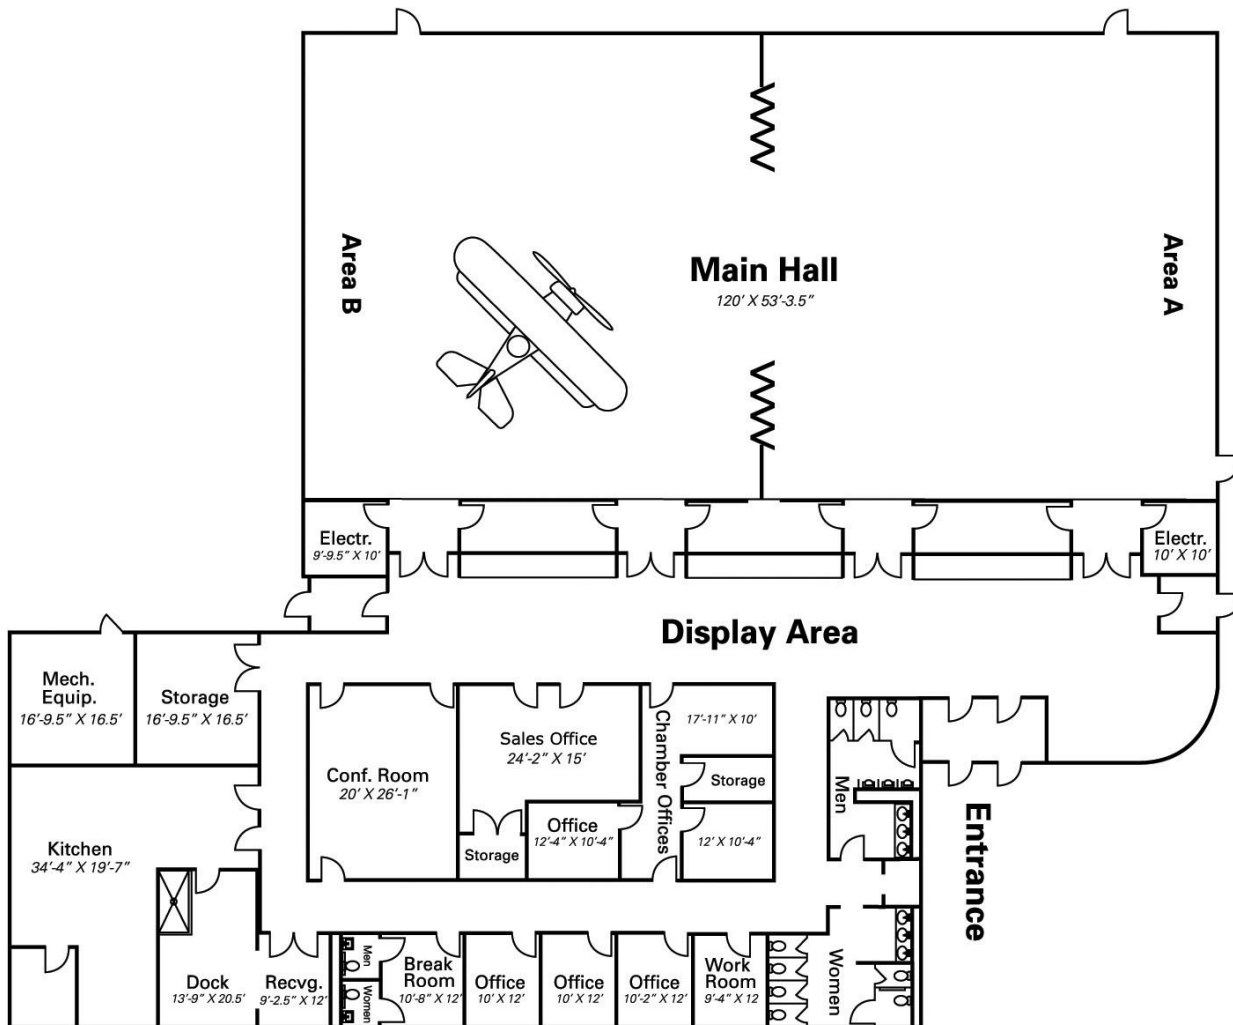 Area B
Main Hall
120' X 53'-3.5"
Area A
Electr.
9'-9.5" X 10'
Electr.
10' X 10'
Display Area
Mech.
Equip.
16'-9.5" X 16.5'
Storage
16'-9.5" X 16.5'
Conf. Room
20' X 26'-1"
Sales Office
24'-2" X 15'
Storage
Office
12'-4" X 10'-4"
Chamber Offices
17'-11" X 10'
Storage
12' X 10'-4"
Men
Entrance
Kitchen
34'-4" X 19'-7"
Dock
13'-9" X 20.5'
Recvg.
9'-2.5" X 12'
Men
Women
Break
Room
10'-8" X 12'
Office
10' X 12'
Office
10' X 12'
Office
10'-2" X 12'
Work
Room
9'-4" X 12
Women